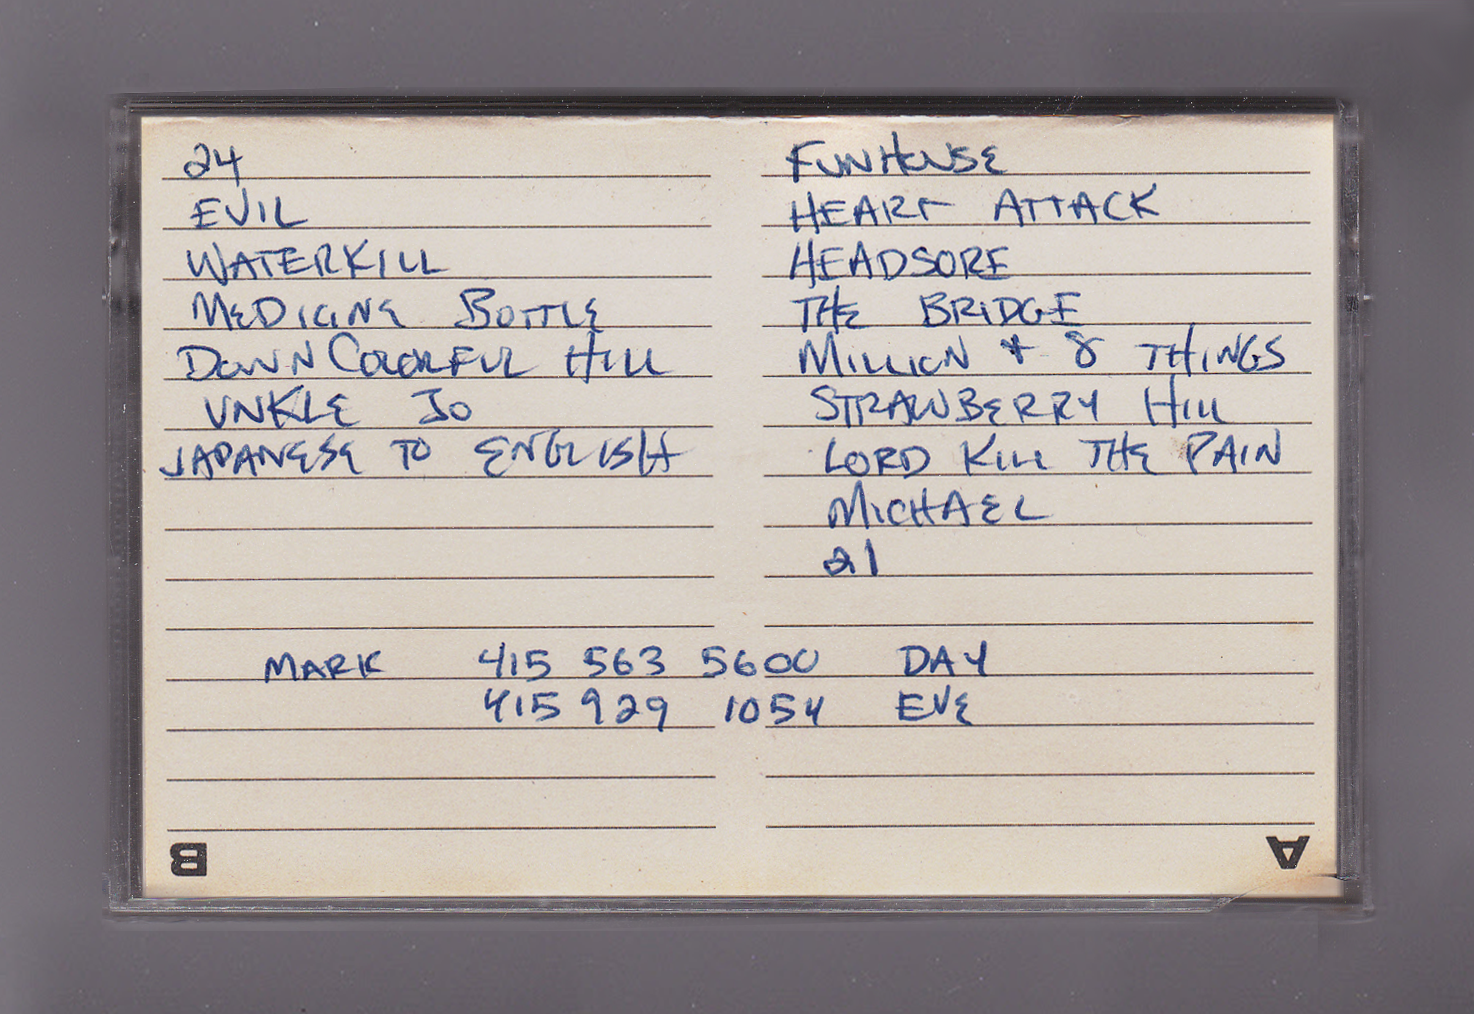 24
EVIL
WATERKILL
MEDICINE BOTTLE
DOWN COLORFUL HILL
UNKLE JO
JAPANESE TO ENGLISH
FUNHOUSE
HEART ATTACK
HEADSORE
THE BRIDGE
MILLION + 8 THINGS
STRAWBERRY HILL
LORD KILL THE PAIN
MICHAEL
21
MARK 415 563 5600 DAY
415 929 1054 EVE
B
A